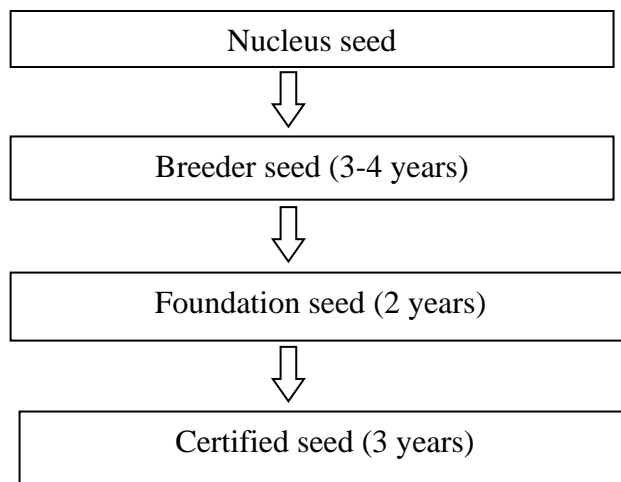 Nucleus seed
Breeder seed (3-4 years)
Foundation seed (2 years)
Certified seed (3 years)